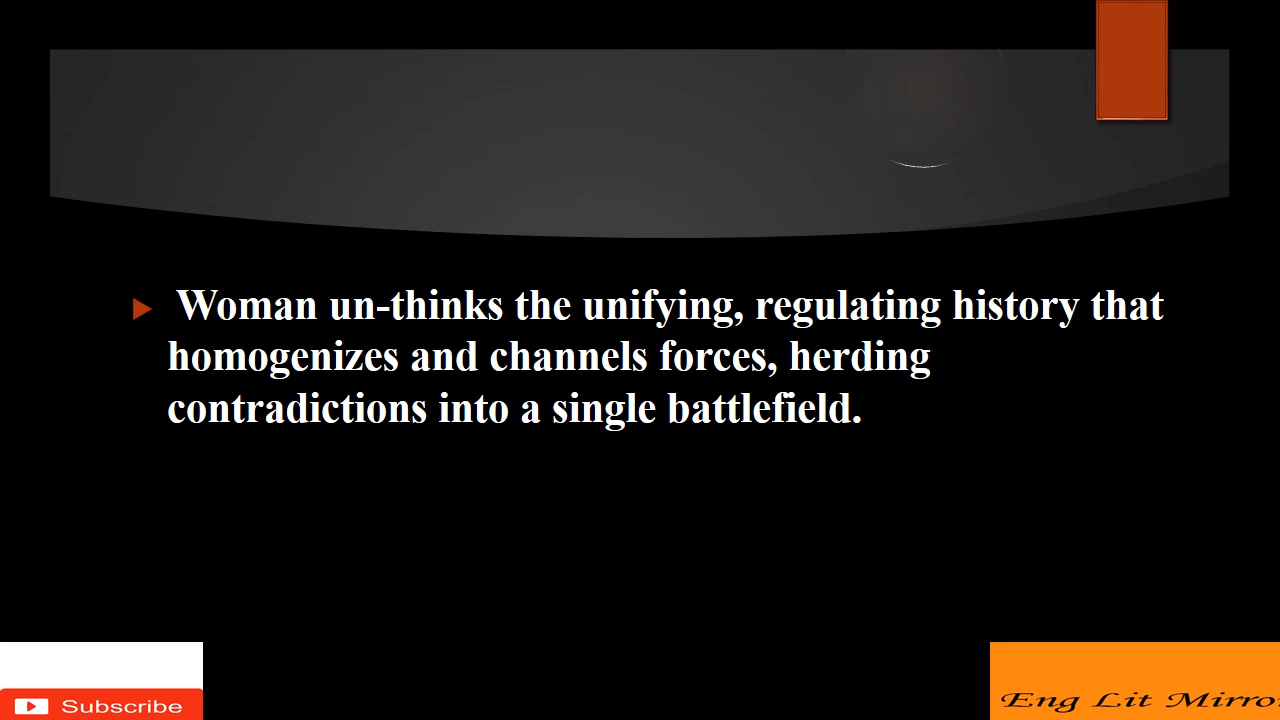 Woman un-thinks the unifying, regulating history that
homogenizes and channels forces, herding
contradictions into a single battlefield.
Subscribe
Eng Lit Mirro